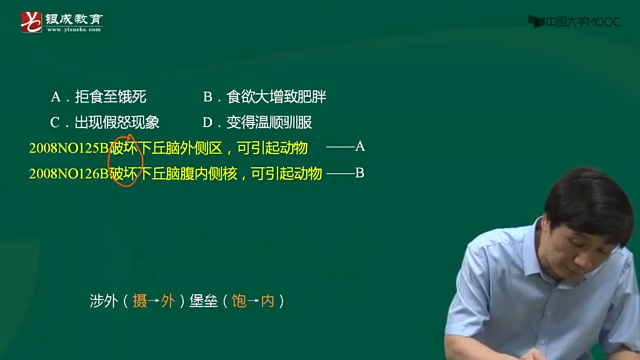 银成教育
www.yixueks.com
中国大学MOOC
A．拒食至饿死 B．食欲大增致肥胖
C．出现假怒现象 D．变得温顺驯服
2008NO125B破坏下丘脑外侧区，可引起动物 ——A
2008NO126B破坏下丘脑腹内侧核，可引起动物 ——B
涉外（摄→外）堡垒（饱→内）